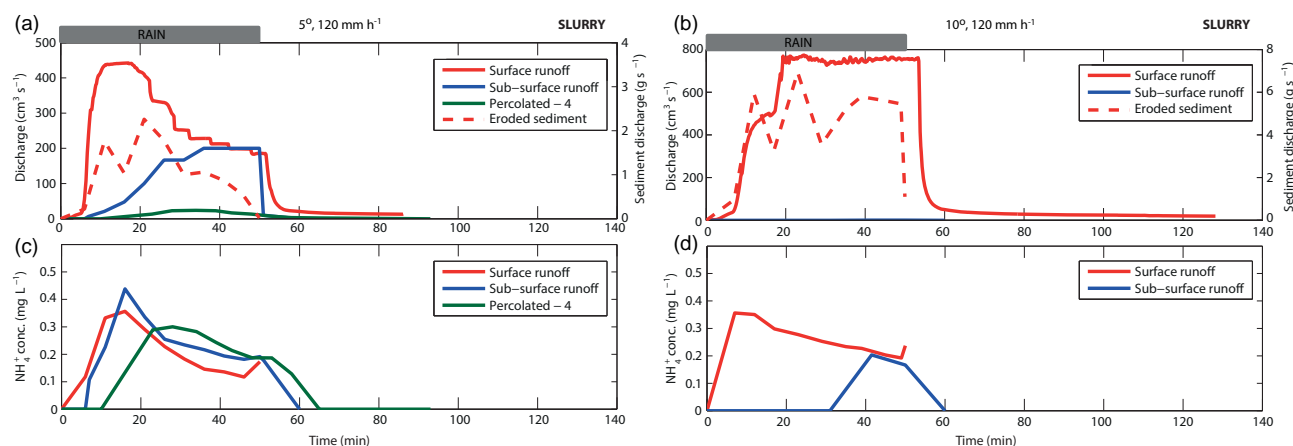 (a)
5°, 120 mm h⁻¹
SLURRY
RAIN
500
400
300
200
100
0
Discharge (cm³ s⁻¹)
4
3
2
1
0
Sediment discharge (g s⁻¹)
Surface runoff
Sub−surface runoff
Percolated − 4
Eroded sediment
0 20 40 60 80 100 120 140
(b)
10°, 120 mm h⁻¹
SLURRY
RAIN
800
600
400
200
0
Discharge (cm³ s⁻¹)
8
6
4
2
0
Sediment discharge (g s⁻¹)
Surface runoff
Sub−surface runoff
Eroded sediment
0 20 40 60 80 100 120 140
(c)
0.5
0.4
0.3
0.2
0.1
0
NH₄⁺ conc. (mg L⁻¹)
Surface runoff
Sub−surface runoff
Percolated − 4
0 20 40 60 80 100 120 140
Time (min)
(d)
0.5
0.4
0.3
0.2
0.1
0
NH₄⁺ conc. (mg L⁻¹)
Surface runoff
Sub−surface runoff
0 20 40 60 80 100 120 140
Time (min)